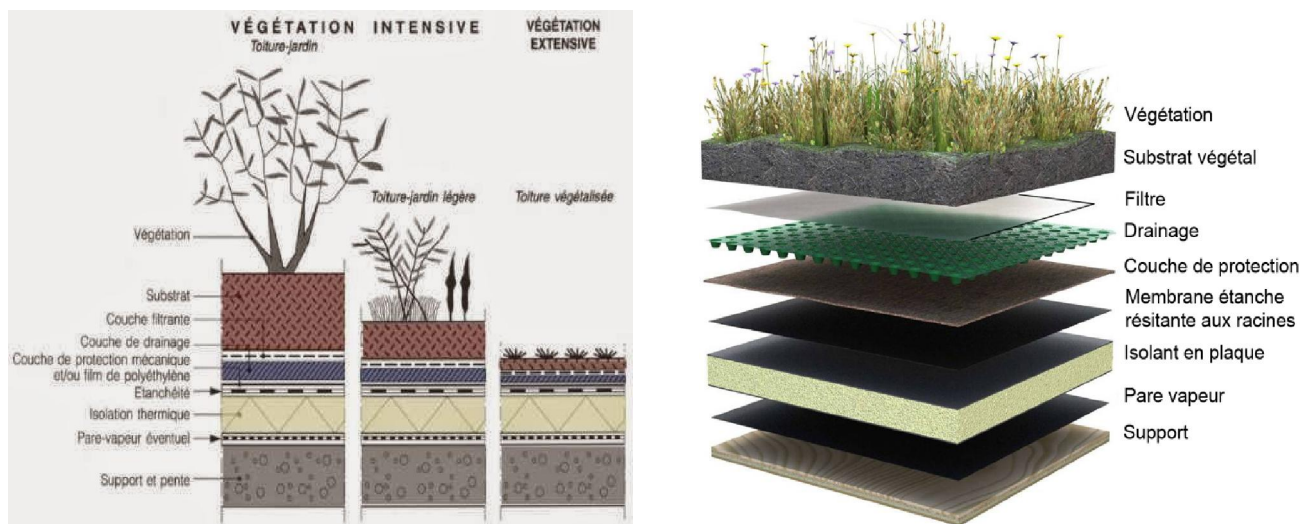 VÉGÉTATION INTENSIVE
Toiture-jardin
VÉGÉTATION
EXTENSIVE
Toiture-jardin légère
Toiture végétalisée
Végétation
Substrat
Couche filtrante
Couche de drainage
Couche de protection mécanique
et/ou film de polyéthylène
Etanchéité
Isolation thermique
Pare-vapeur éventuel
Support et pente
Végétation
Substrat végétal
Filtre
Drainage
Couche de protection
Membrane étanche
résitante aux racines
Isolant en plaque
Pare vapeur
Support